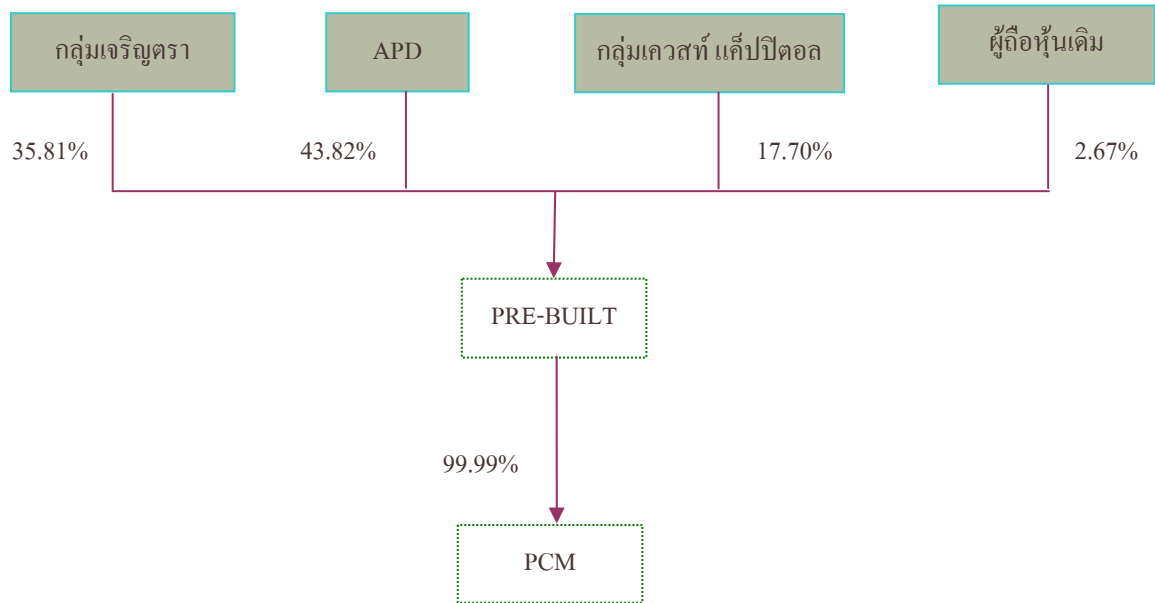 กลุ่มเจริญตรา
APD
กลุ่มเควสท์ แค็ปปิตอล
ผู้ถือหุ้นเดิม
35.81%
43.82%
17.70%
2.67%
PRE-BUILT
99.99%
PCM